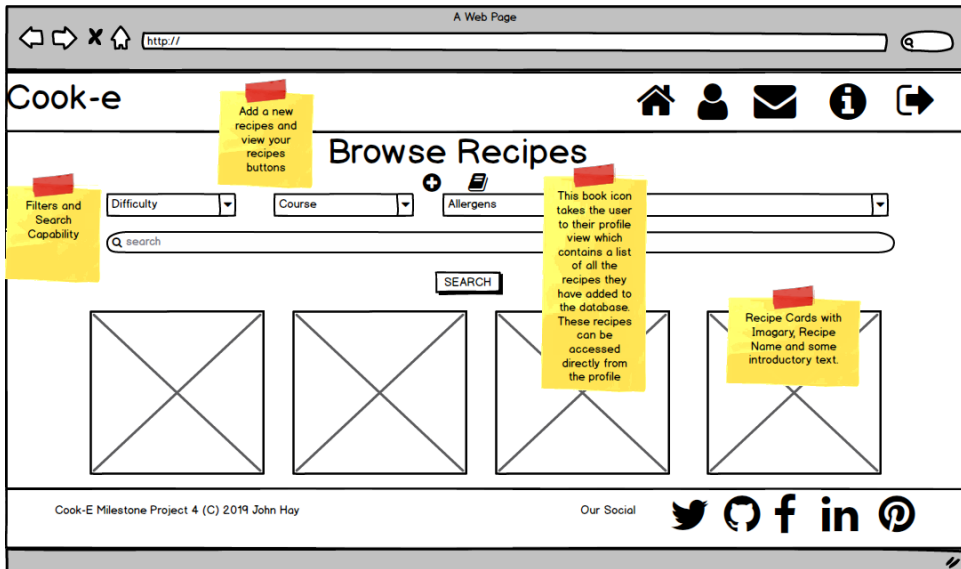 A Web Page
http://
Cook-e
Add a new
recipes and
view your
recipes
buttons
Browse Recipes
Filters and
Search
Capability
Difficulty
Course
Allergens
search
SEARCH
This book icon
takes the user
to their profile
view which
contains a list
of all the
recipes they
have added to
the database.
These recipes
can be
accessed
directly from
the profile
Recipe Cards with
Imagary, Recipe
Name and some
introductory text.
Cook-E Milestone Project 4 (C) 2019 John Hay
Our Social